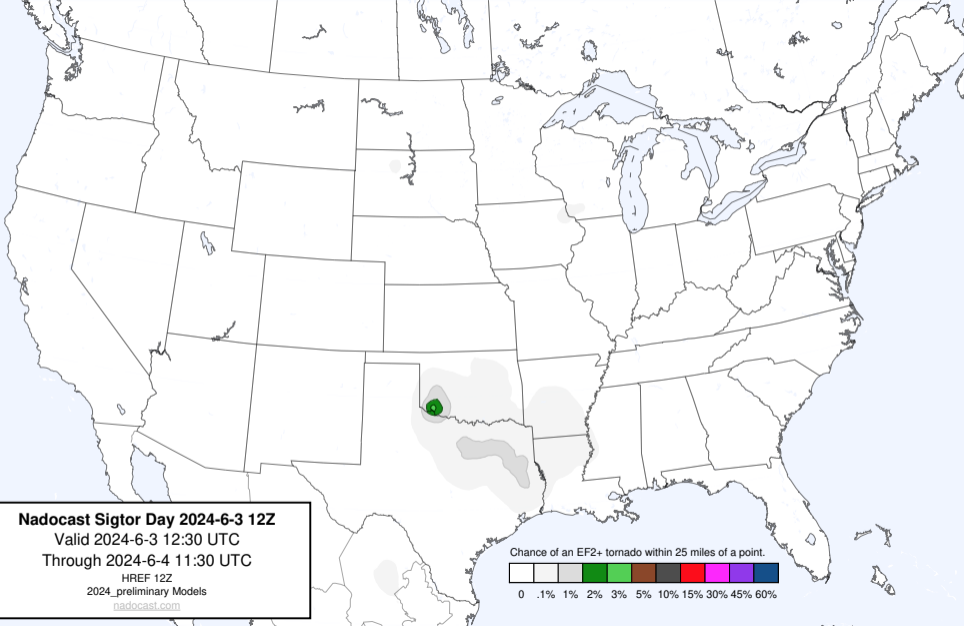 Nadocast Sigtor Day 2024-6-3 12Z
Valid 2024-6-3 12:30 UTC
Through 2024-6-4 11:30 UTC
HREF 12Z
2024_preliminary Models
nadocast.com
Chance of an EF2+ tornado within 25 miles of a point.
0 .1% 1% 2% 3% 5% 10% 15% 30% 45% 60%